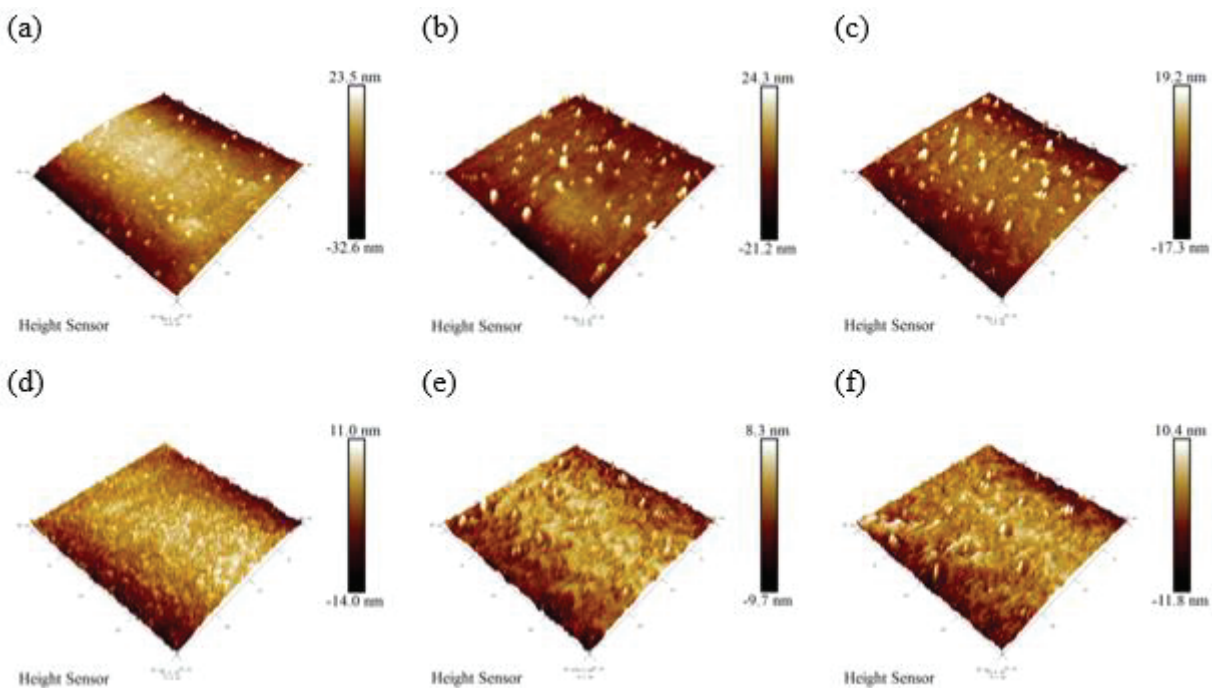 (a)
(b)
(c)
23.5 nm
-32.6 nm
Height Sensor
24.3 nm
-21.2 nm
Height Sensor
19.2 nm
-17.3 nm
Height Sensor
(d)
(e)
(f)
11.0 nm
-14.0 nm
Height Sensor
8.3 nm
-9.7 nm
Height Sensor
10.4 nm
-11.8 nm
Height Sensor